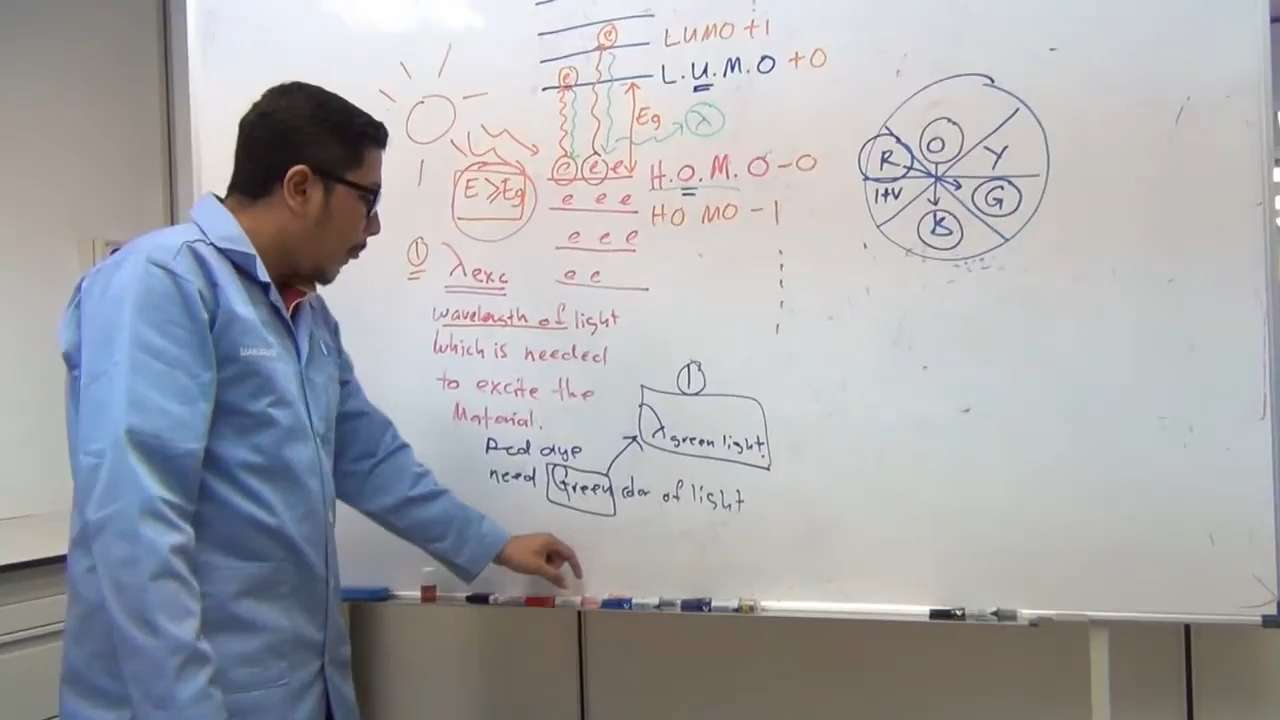 LUMO +1
L.U.M.O +0
Eg
λ
e
e
e e e
H.O.M.O -0
e e e
HOMO -1
e e e
e e
E ≥ Eg
① λexc
wavelength of light
which is needed
to excite the
Material.
Red dye
need Green color of light
①
λ green light.
O
R
Y
I+V
G
B